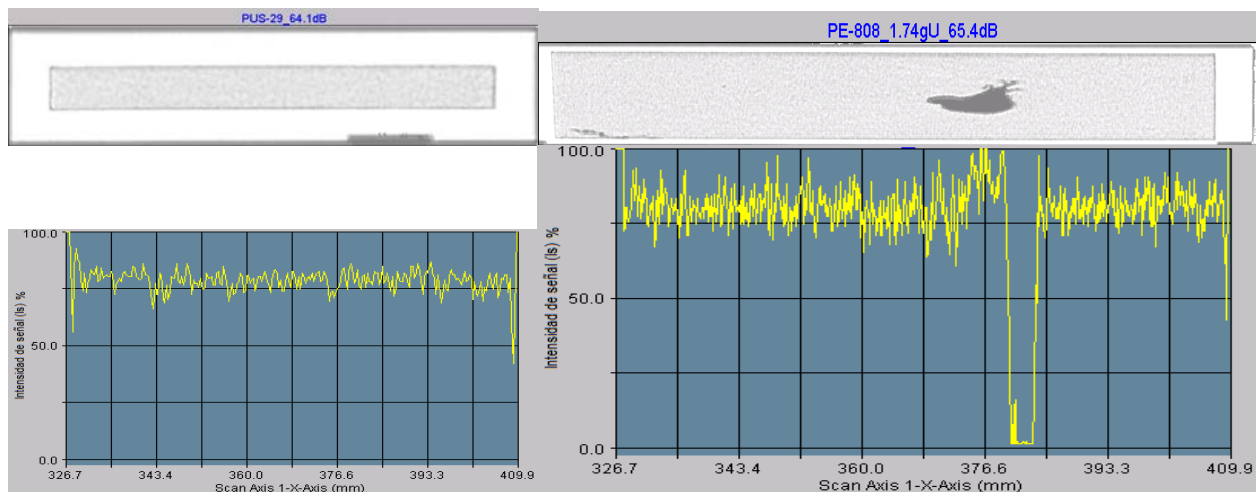 PUS-29_64.1dB
100.0
50.0
0.0
Intensidad de señal (Is) %
326.7 343.4 360.0 376.6 393.3 409.9
Scan Axis 1-X-Axis (mm)
PE-808_1.74gU_65.4dB
100.0
50.0
0.0
Intensidad de señal (Is) %
326.7 343.4 360.0 376.6 393.3 409.9
Scan Axis 1-X-Axis (mm)